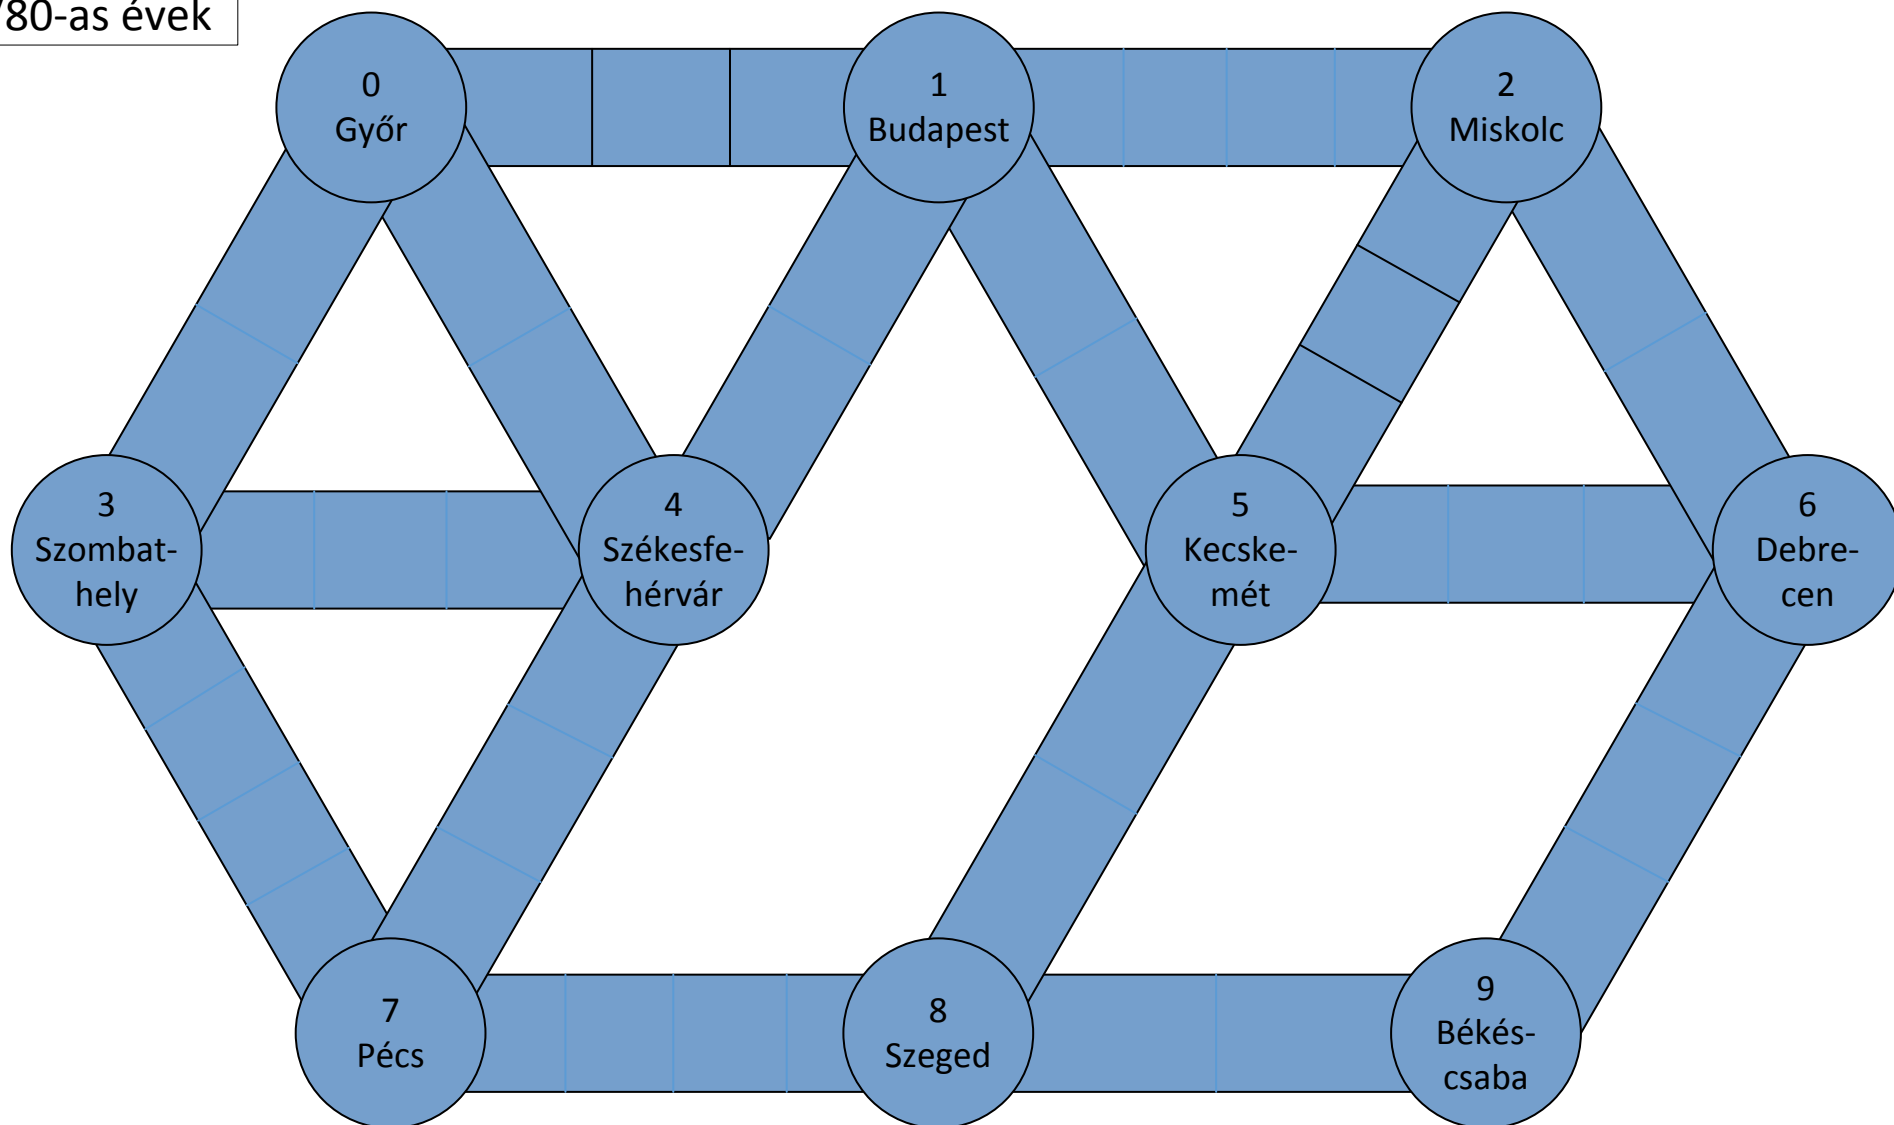 /80-as évek
0
Győr
1
Budapest
2
Miskolc
3
Szombat-
hely
4
Székesfe-
hérvár
5
Kecske-
mét
6
Debre-
cen
7
Pécs
8
Szeged
9
Békés-
csaba